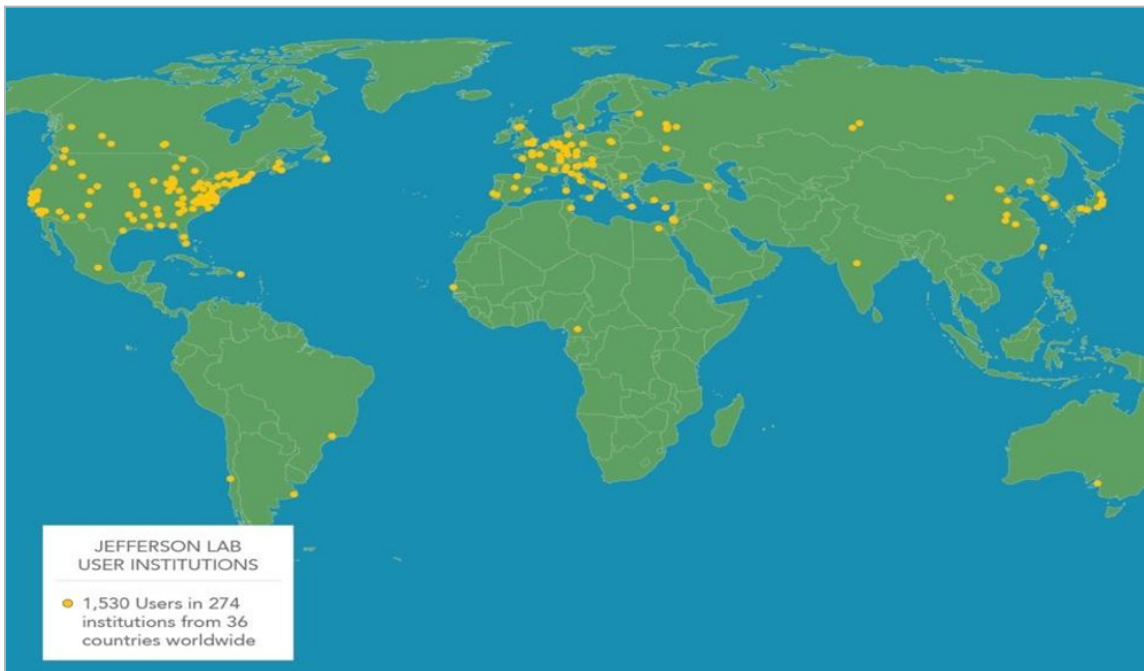 JEFFERSON LAB
USER INSTITUTIONS
1,530 Users in 274
institutions from 36
countries worldwide